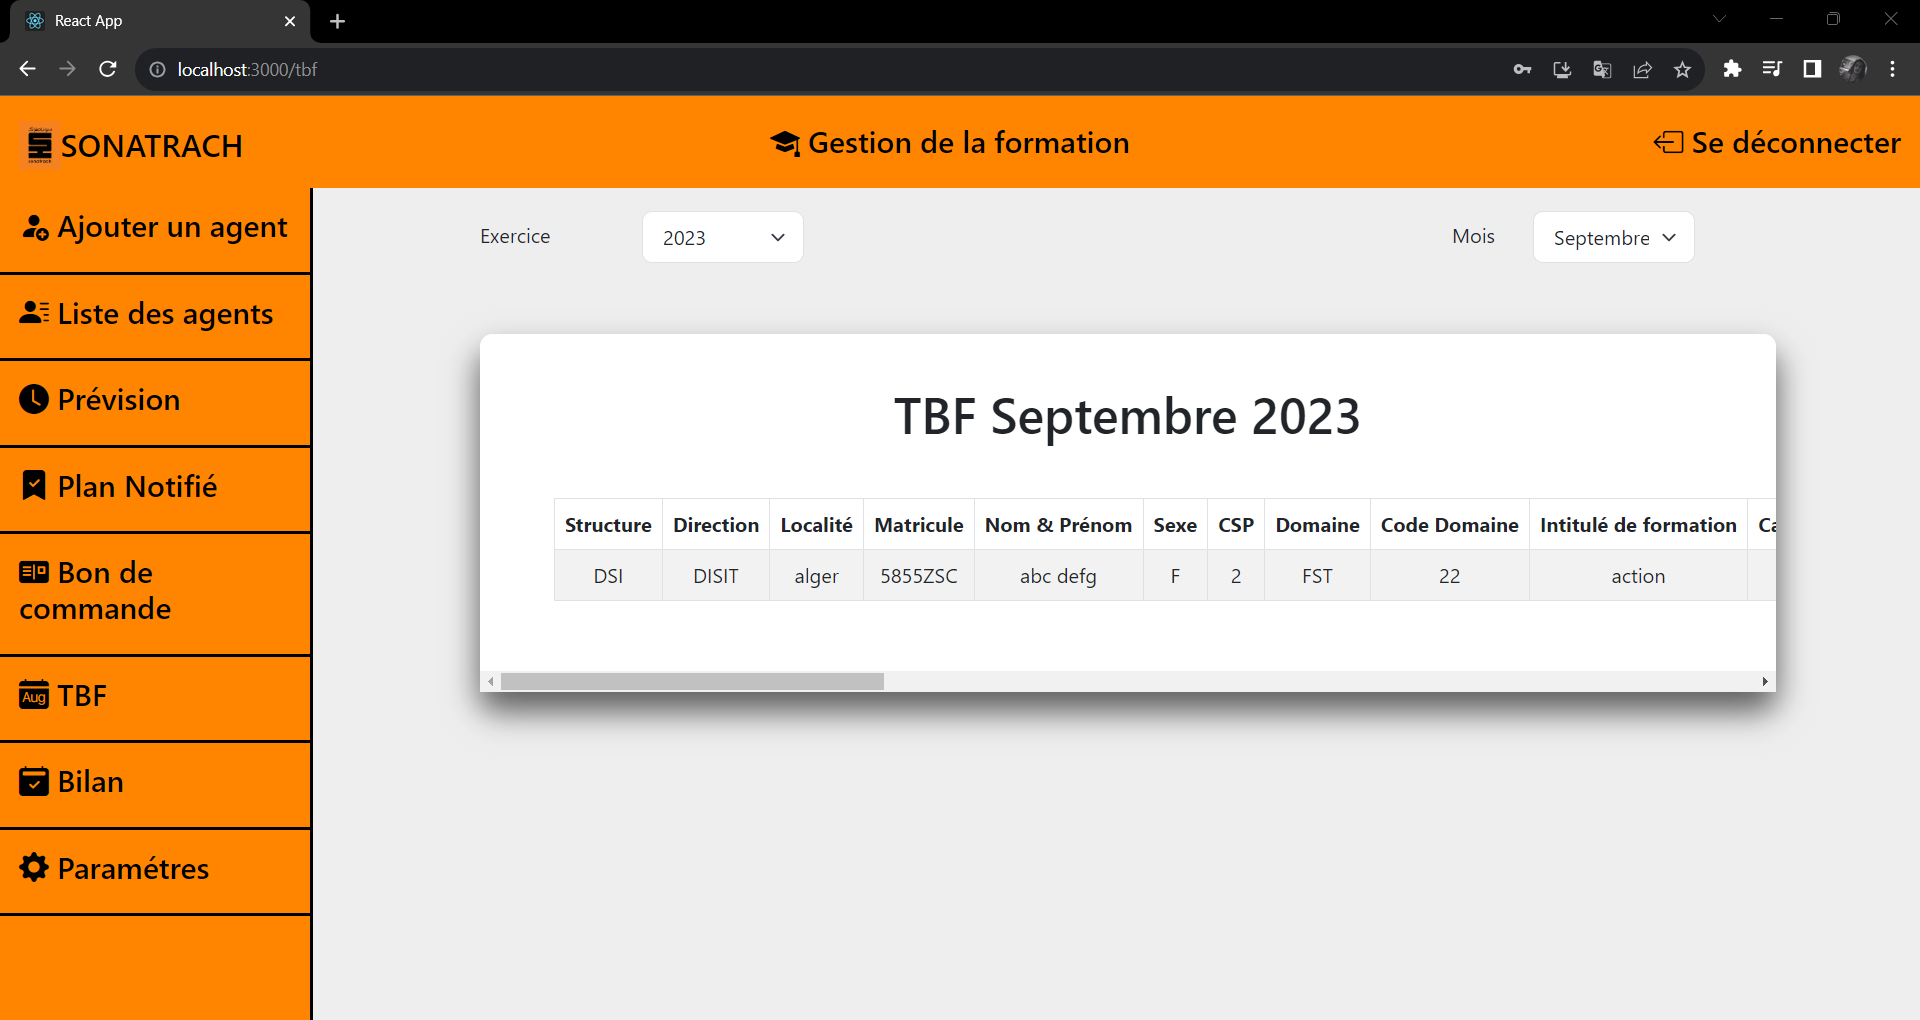 React App
localhost:3000/tbf
SONATRACH
Gestion de la formation
Se déconnecter
Ajouter un agent
Liste des agents
Prévision
Plan Notifié
Bon de
commande
Aug TBF
Bilan
Paramétres
Exercice 2023 Mois Septembre
TBF Septembre 2023
Structure Direction Localité Matricule Nom & Prénom Sexe CSP Domaine Code Domaine Intitulé de formation Ca
DSI DISIT alger 5855ZSC abc defg F 2 FST 22 action